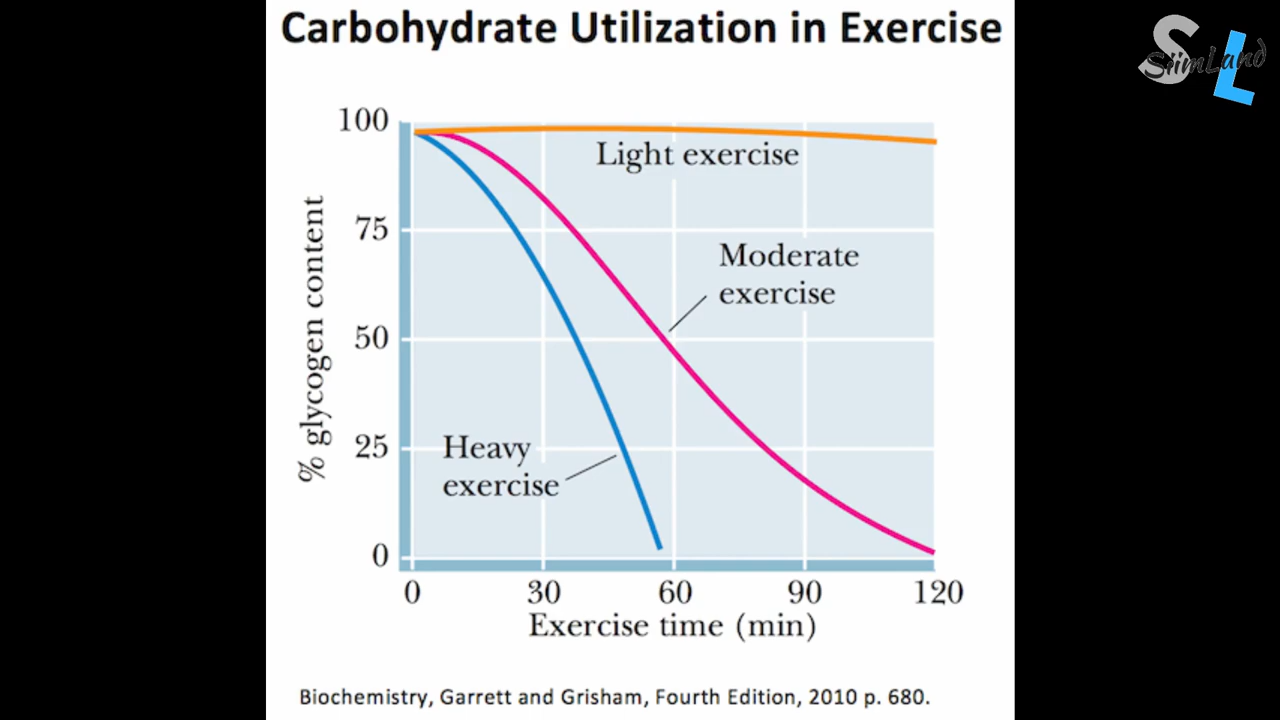 Carbohydrate Utilization in Exercise
S L
SiimLand
100
Light exercise
% glycogen content
75
Moderate
exercise
50
25
Heavy
exercise
0
0 30 60 90 120
Exercise time (min)
Biochemistry, Garrett and Grisham, Fourth Edition, 2010 p. 680.